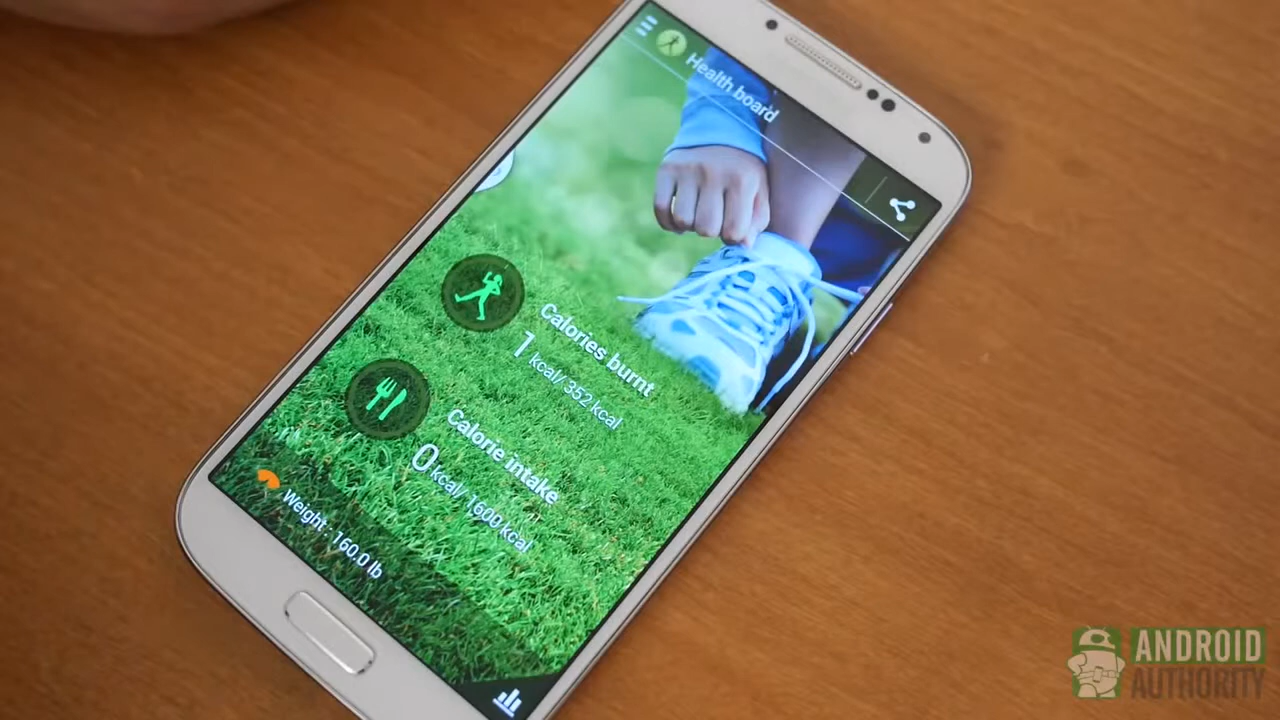 Health board
Calories burnt
1 kcal/ 352 kcal
Calorie intake
0 kcal/ 1600 kcal
Weight : 160.0 lb
ANDROID
AUTHORITY